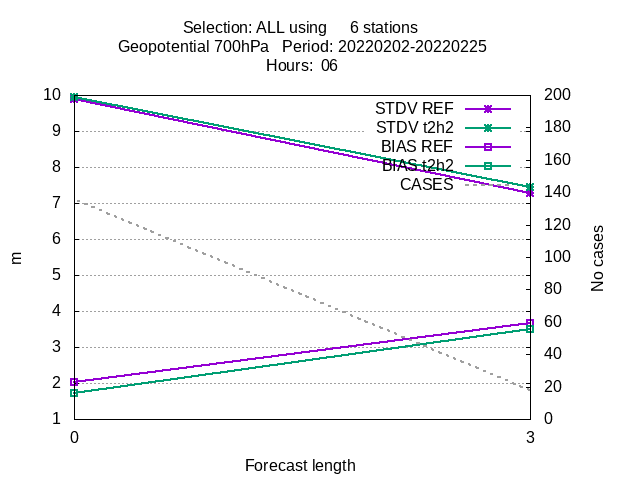 Selection: ALL using 6 stations
Geopotential 700hPa Period: 20220202-20220225
Hours: 06
10
9
8
7
6
5
4
3
2
1
m
STDV REF
STDV t2h2
BIAS REF
BIAS t2h2
CASES
200
180
160
140
120
100
80
60
40
20
0
No cases
0
3
Forecast length